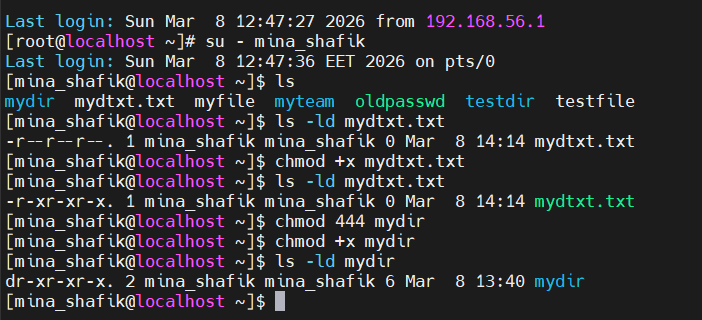 Last login: Sun Mar  8 12:47:27 2026 from 192.168.56.1
[root@localhost ~]# su - mina_shafik
Last login: Sun Mar  8 12:47:36 EET 2026 on pts/0
[mina_shafik@localhost ~]$ ls
mydir  mydtxt.txt  myfile  myteam  oldpasswd  testdir  testfile
[mina_shafik@localhost ~]$ ls -ld mydtxt.txt
-r--r--r--. 1 mina_shafik mina_shafik 0 Mar  8 14:14 mydtxt.txt
[mina_shafik@localhost ~]$ chmod +x mydtxt.txt
[mina_shafik@localhost ~]$ ls -ld mydtxt.txt
-r-xr-xr-x. 1 mina_shafik mina_shafik 0 Mar  8 14:14 mydtxt.txt
[mina_shafik@localhost ~]$ chmod 444 mydir
[mina_shafik@localhost ~]$ chmod +x mydir
[mina_shafik@localhost ~]$ ls -ld mydir
dr-xr-xr-x. 2 mina_shafik mina_shafik 6 Mar  8 13:40 mydir
[mina_shafik@localhost ~]$